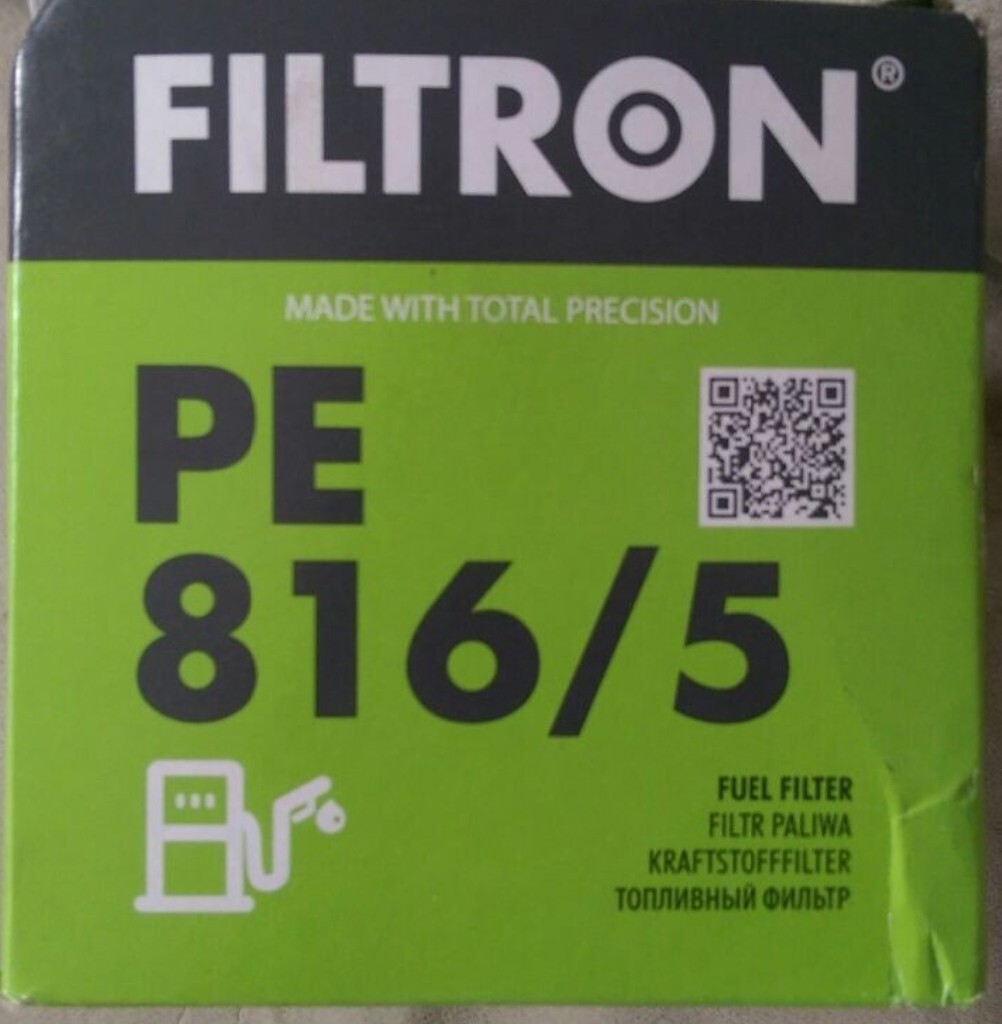 FILTRON®
MADE WITH TOTAL PRECISION
PE
816/5
FUEL FILTER
FILTR PALIWA
KRAFTSTOFFFILTER
ТОПЛИВНЫЙ ФИЛЬТР